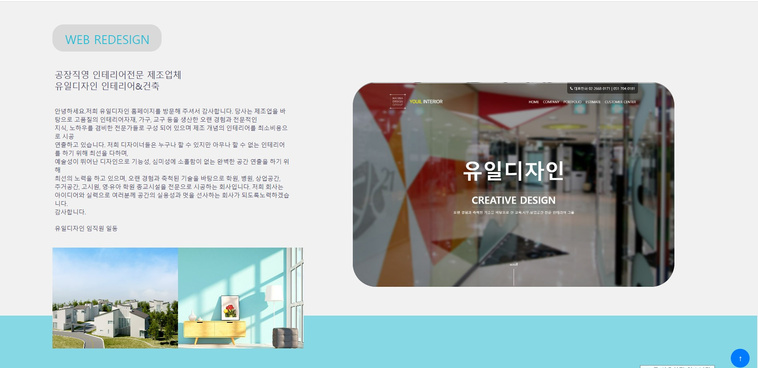 WEB REDESIGN
공장직영 인테리어전문 제조업체
유일디자인 인테리어&건축
안녕하세요.저희 유일디자인 홈페이지를 방문해 주셔서 감사합니다. 당사는 제조업을 바
탕으로 고품질의 인테리어자재, 가구, 교구 등을 생산한 오랜 경험과 전문적인
지식, 노하우를 겸비한 전문가들로 구성 되어 있으며 제조 개념의 인테리어를 최소비용으
로 시공
연출하고 있습니다. 저희 디자이너들은 누구나 할 수 있지만 아무나 할 수 없는 인테리어
를 하기 위해 최선을 다하며,
예술성이 뛰어난 디자인으로 기능성, 심미성에 소홀함이 없는 완벽한 공간 연출을 하기 위
해
최선의 노력을 하고 있으며, 오랜 경험과 축척된 기술을 바탕으로 학원, 병원, 상업공간,
주거공간, 고시원, 영·유아 학원 종교시설을 전문으로 시공하는 회사입니다. 저희 회사는
아이디어와 실력으로 여러분께 공간의 실용성과 멋을 선사하는 회사가 되도록노력하겠습
니다.
감사합니다.
유일디자인 임직원 일동
YOUIL INTERIOR
HOME COMPANY PORTFOLIO ESTIMATE CUSTOMER CENTER
유일디자인
CREATIVE DESIGN
↑